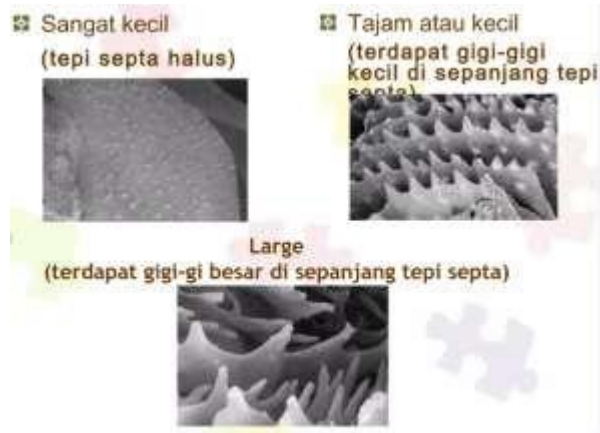 Sangat kecil
(tepi septa halus)
Tajam atau kecil
(terdapat gigi-gigi
kecil di sepanjang tepi
septa)
Large
(terdapat gigi-gi besar di sepanjang tepi septa)